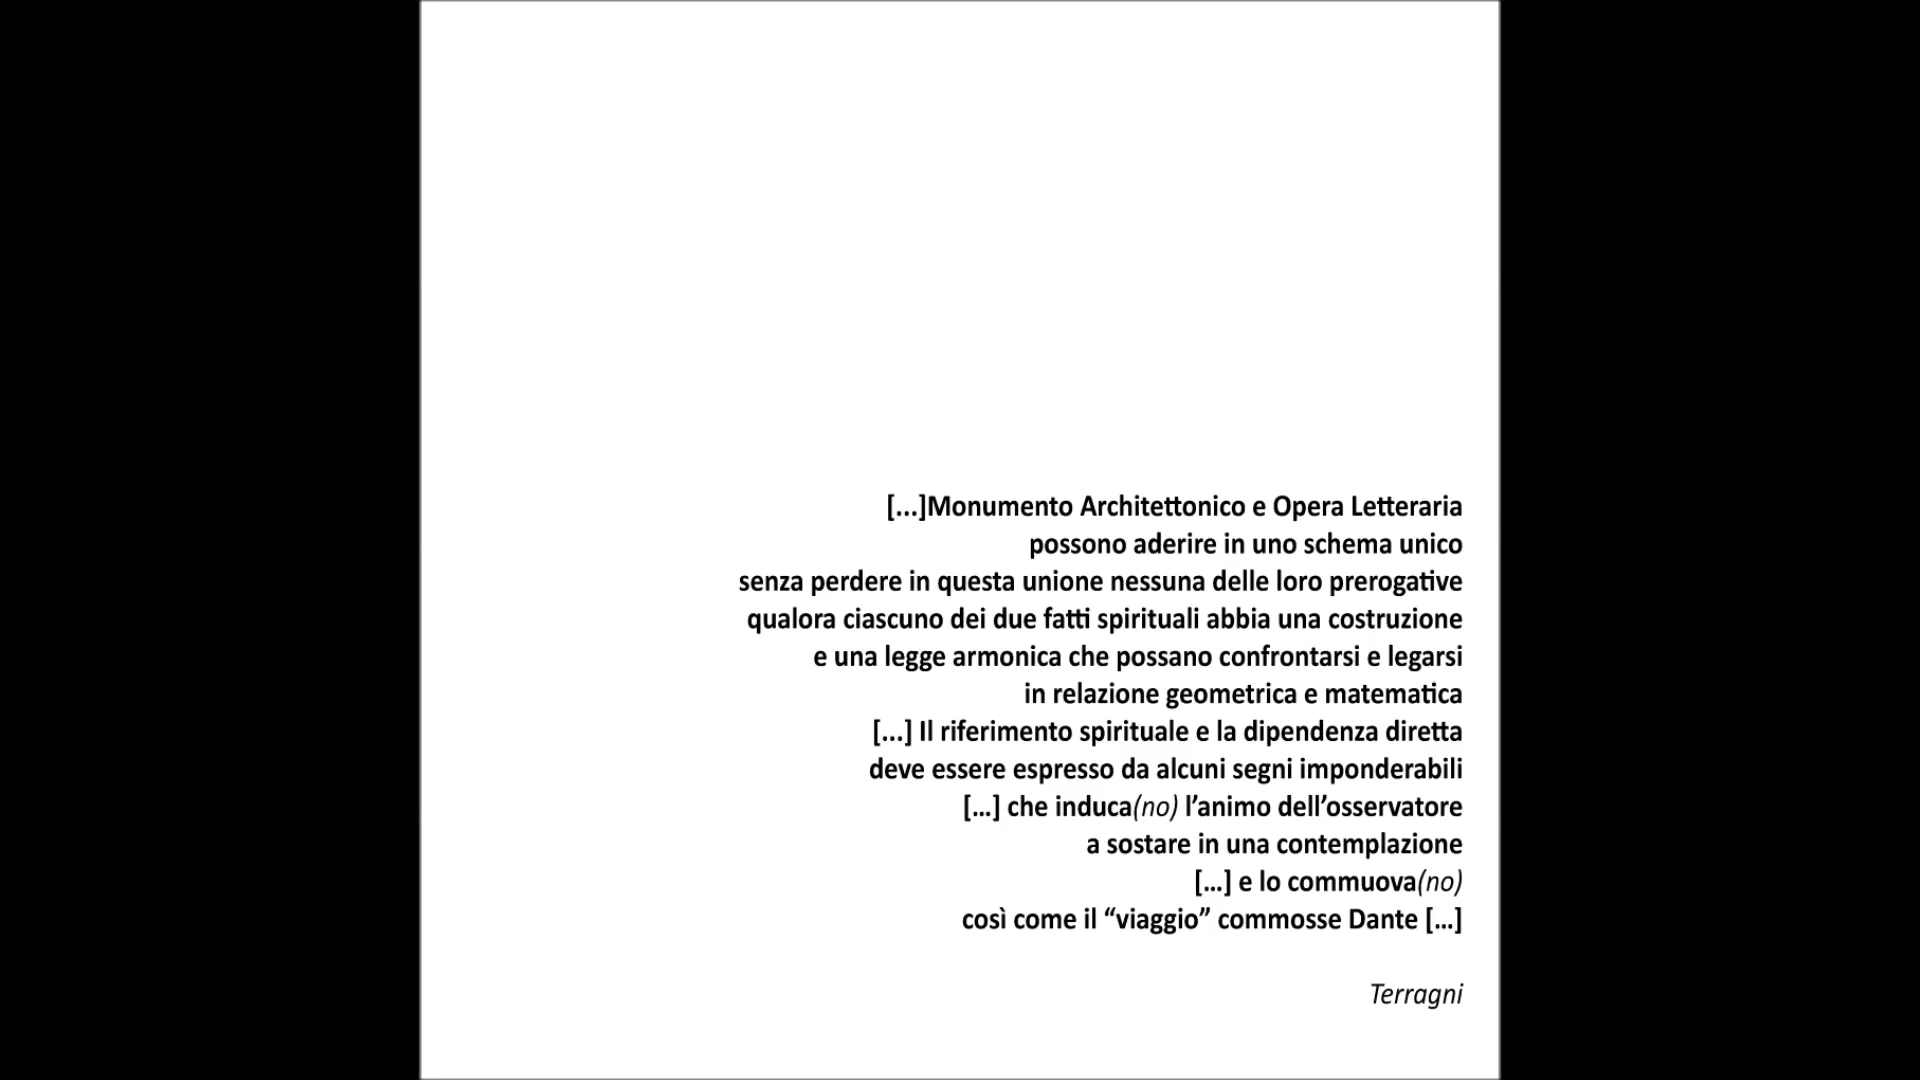 [...]Monumento Architettonico e Opera Letteraria
possono aderire in uno schema unico
senza perdere in questa unione nessuna delle loro prerogative
qualora ciascuno dei due fatti spirituali abbia una costruzione
e una legge armonica che possano confrontarsi e legarsi
in relazione geometrica e matematica
[...] Il riferimento spirituale e la dipendenza diretta
deve essere espresso da alcuni segni imponderabili
[...] che induca(no) l’animo dell’osservatore
a sostare in una contemplazione
[...] e lo commuova(no)
così come il “viaggio” commosse Dante [...]
Terragni